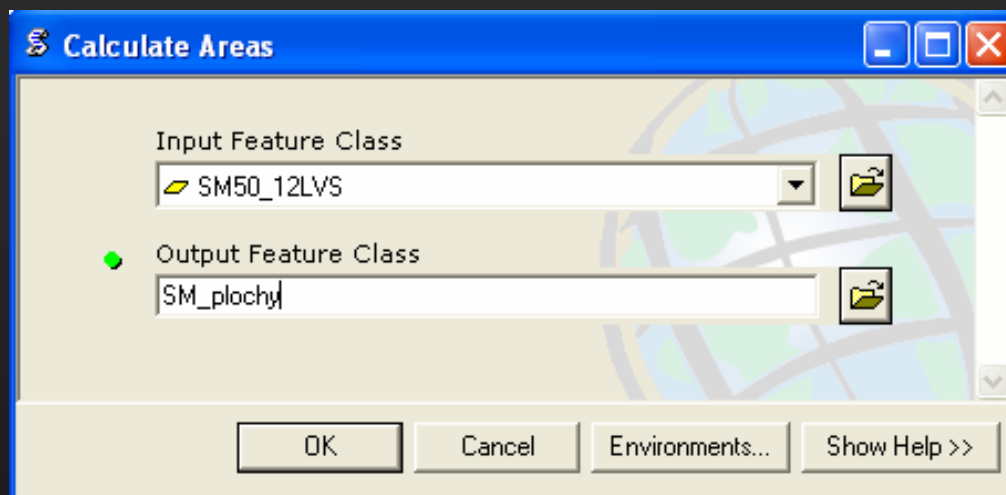 Calculate Areas
Input Feature Class
SM50_12LVS
Output Feature Class
SM_plochy
OK
Cancel
Environments...
Show Help >>